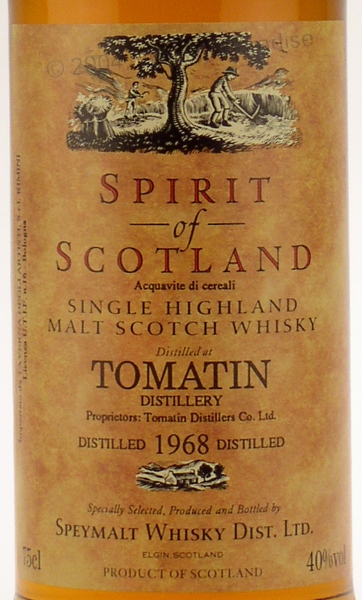 SPIRIT
of
SCOTLAND
Acquavite di cereali
SINGLE HIGHLAND
MALT SCOTCH WHISKY
Distilled at
TOMATIN
DISTILLERY
Proprietors: Tomatin Distillers Co. Ltd.
DISTILLED 1968 DISTILLED
Specially Selected, Produced and Bottled by
SPEYMALT WHISKY DIST. LTD.
ELGIN, SCOTLAND
75cl 40%vol
PRODUCT OF SCOTLAND